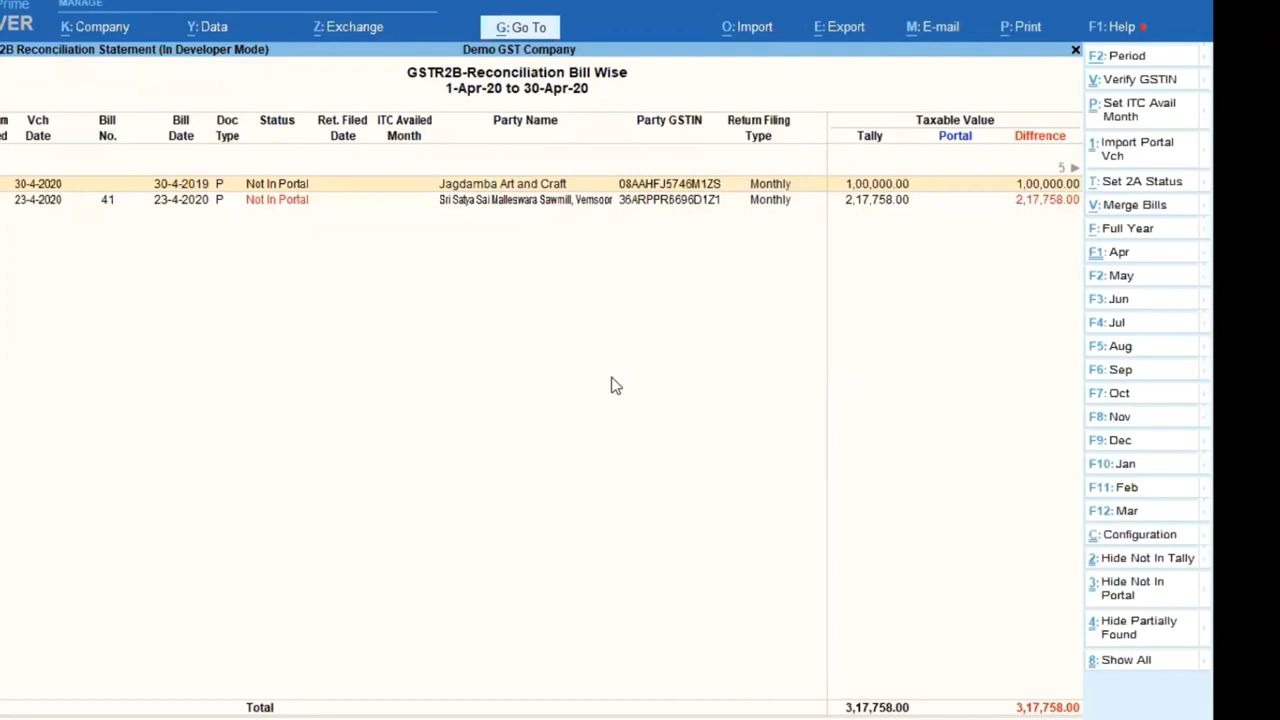 Prime
MANAGE
VER
K: Company
Y: Data
Z: Exchange
G: Go To
O: Import
E: Export
M: E-mail
P: Print
F1: Help
2B Reconciliation Statement (In Developer Mode)
Demo GST Company
GSTR2B-Reconciliation Bill Wise
1-Apr-20 to 30-Apr-20
Vch Date
Bill No.
Bill Date
Doc Type
Status
Ret. Filed Date
ITC Availed Month
Party Name
Party GSTIN
Return Filing Type
Taxable Value
Tally
Portal
Diffrence
5
30-4-2020 30-4-2019 P Not In Portal Jagdamba Art and Craft 08AAHFJ5746M1ZS Monthly 1,00,000.00 1,00,000.00
23-4-2020 41 23-4-2020 P Not In Portal Sri Satya Sai Malleswara Sawmill, Vemsoor 36ARPPR6696D1Z1 Monthly 2,17,758.00 2,17,758.00
Total 3,17,758.00 3,17,758.00
F2: Period
V: Verify GSTIN
P: Set ITC Avail
Month
1: Import Portal
Vch
T: Set 2A Status
V: Merge Bills
F: Full Year
F1: Apr
F2: May
F3: Jun
F4: Jul
F5: Aug
F6: Sep
F7: Oct
F8: Nov
F9: Dec
F10: Jan
F11: Feb
F12: Mar
C: Configuration
2: Hide Not In Tally
3: Hide Not In
Portal
4: Hide Partially
Found
8: Show All